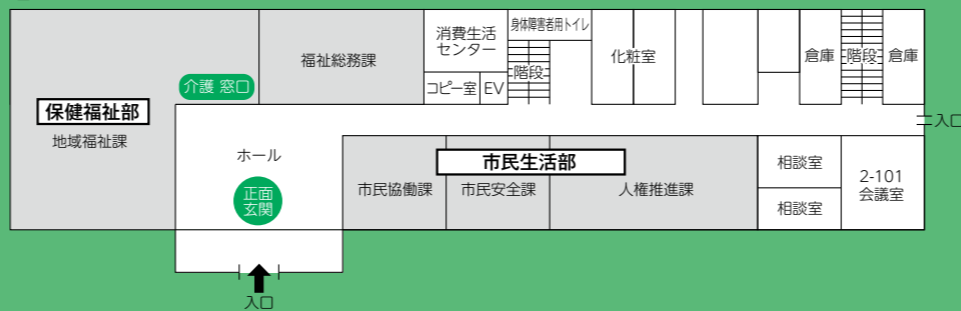 福祉総務課
消費生活
センター
身体障害者用トイレ
階段
コピー室
EV
化粧室
倉庫
階段
倉庫
介護 窓口
保健福祉部
地域福祉課
入口
ホール
正面
玄関
市民生活部
市民協働課
市民安全課
人権推進課
相談室
相談室
2-101
会議室
入口